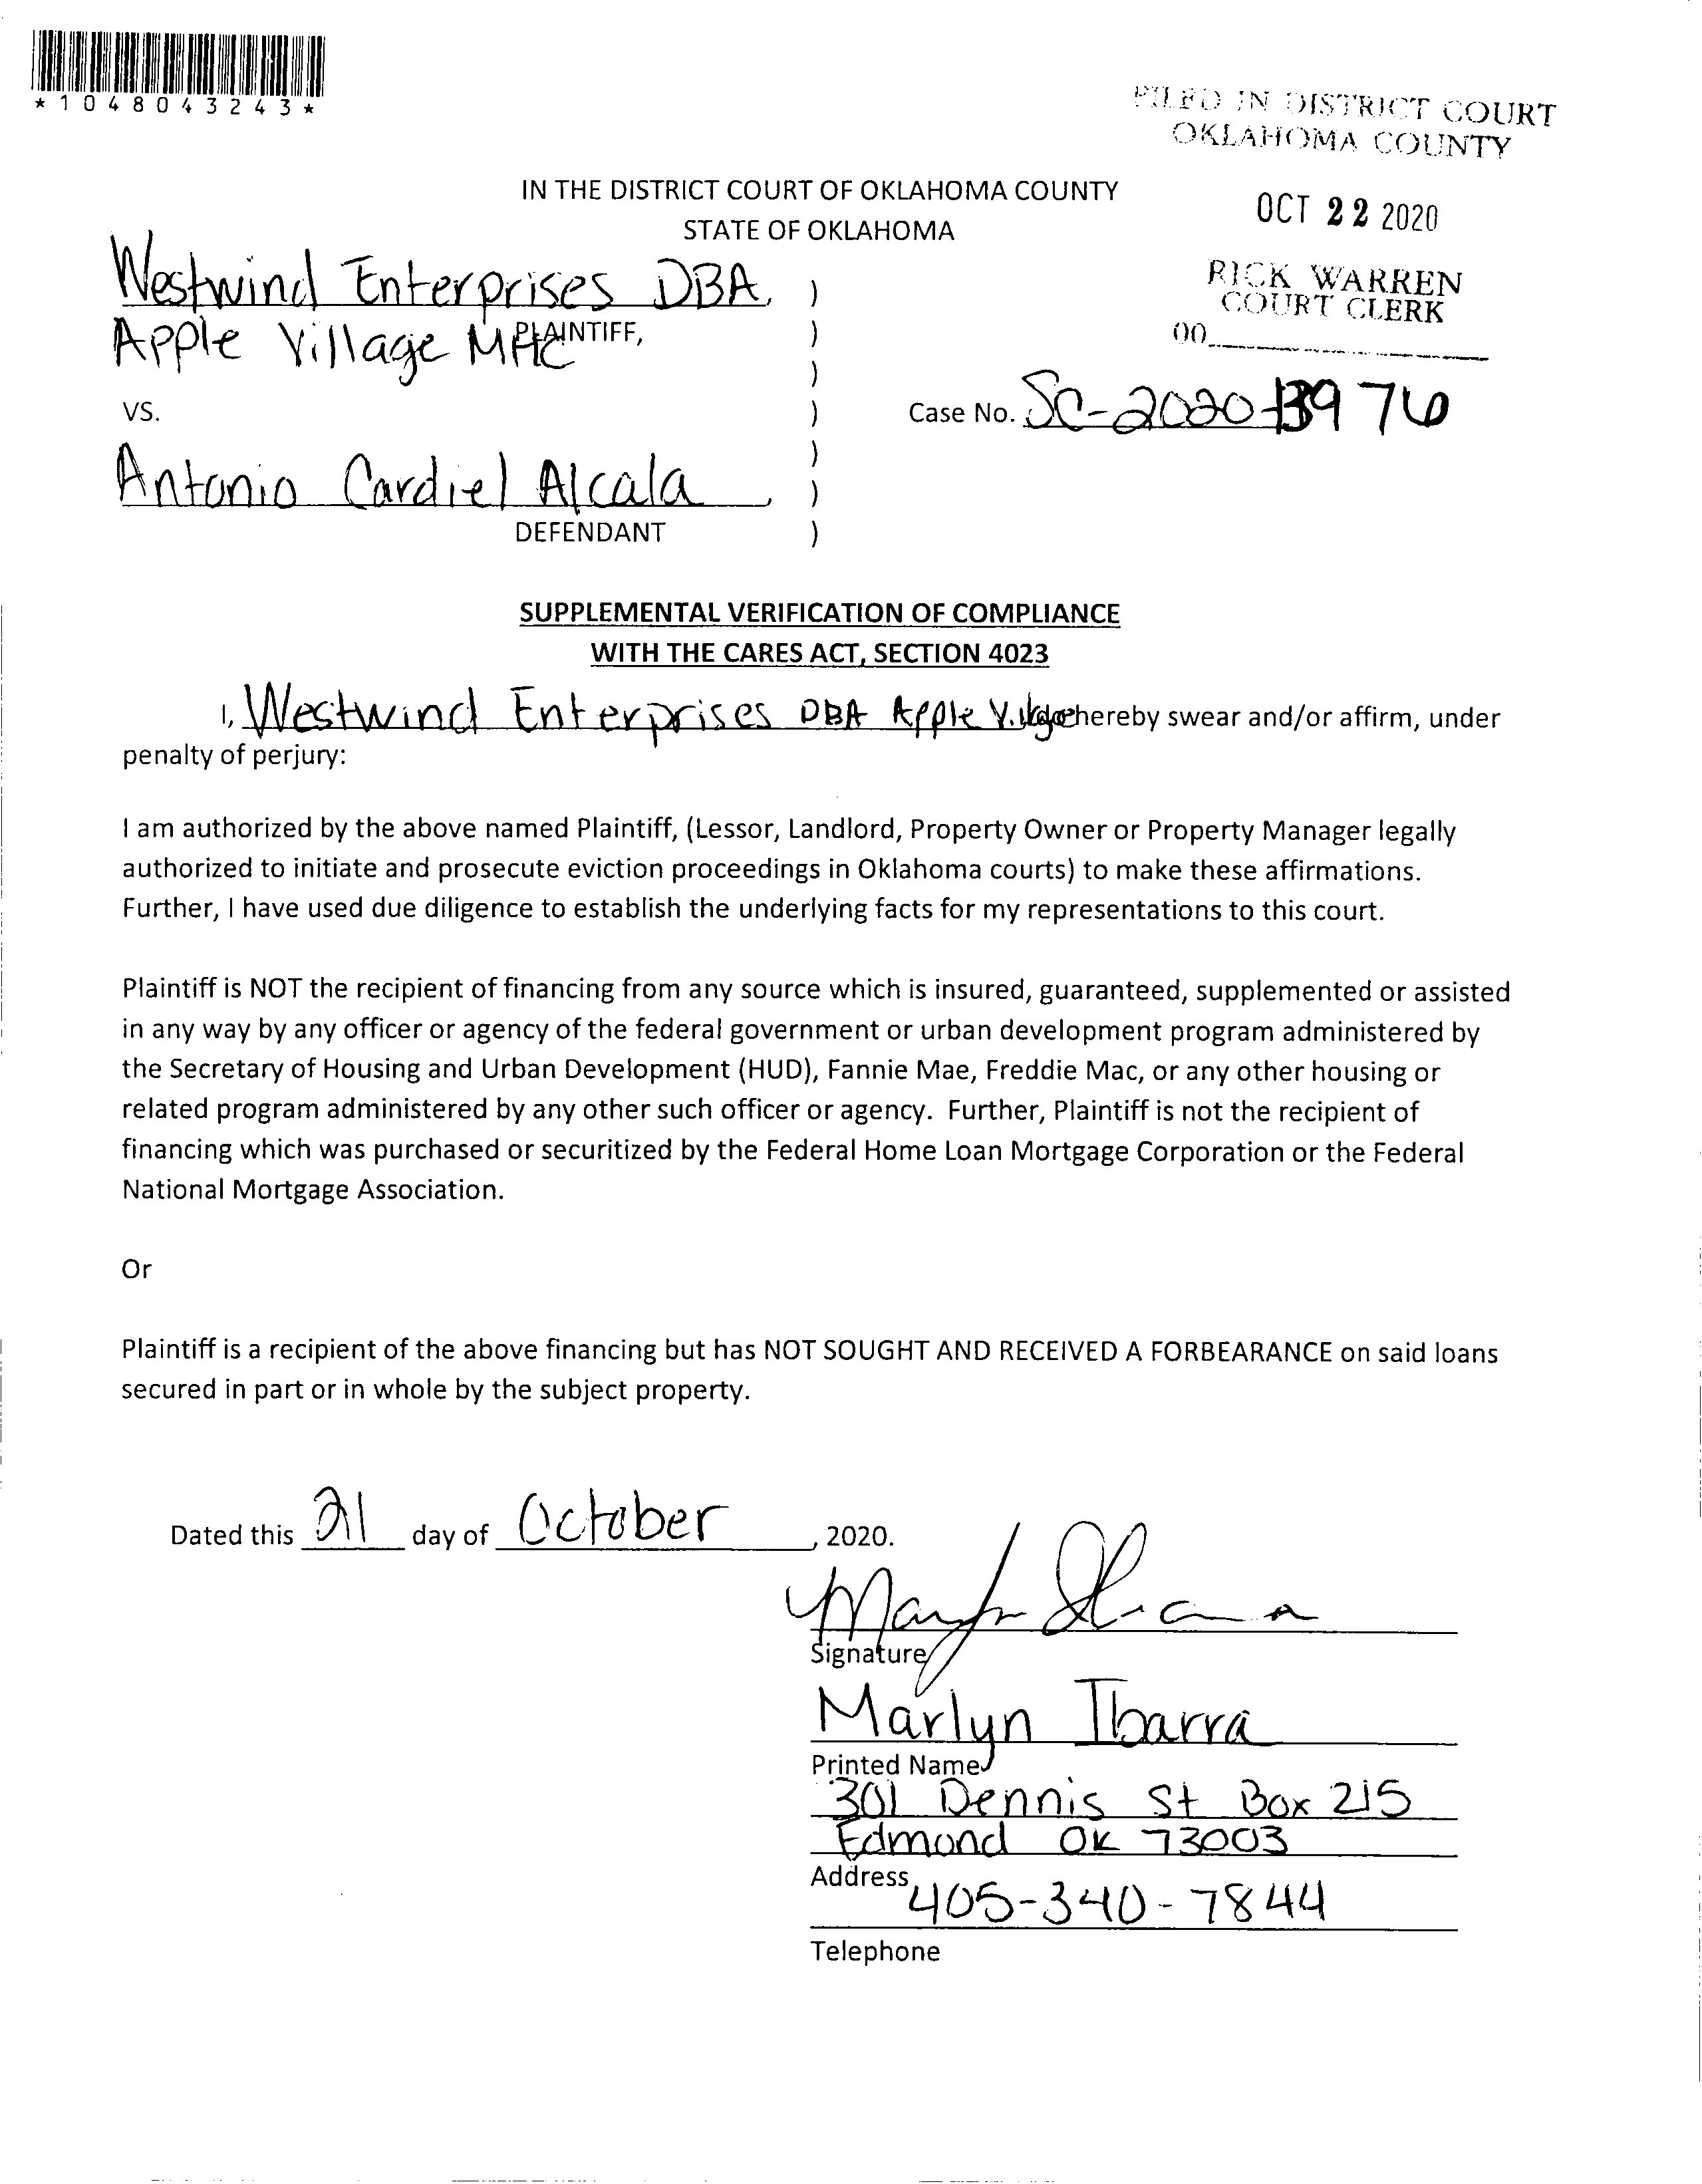 *1048043243*
FILED IN DISTRICT COURT
OKLAHOMA COUNTY
IN THE DISTRICT COURT OF OKLAHOMA COUNTY
STATE OF OKLAHOMA
OCT 22 2020
RICK WARREN
COURT CLERK
00
Westwind Enterprises DBA,
Apple Village MHC
PLAINTIFF,
VS.
Case No. SC-2020-13976
Antonio Cardiel Alcala,
DEFENDANT
)
)
)
)
)
)
)
SUPPLEMENTAL VERIFICATION OF COMPLIANCE
WITH THE CARES ACT, SECTION 4023
I, Westwind Enterprises DBA Apple Village hereby swear and/or affirm, under
penalty of perjury:
I am authorized by the above named Plaintiff, (Lessor, Landlord, Property Owner or Property Manager legally
authorized to initiate and prosecute eviction proceedings in Oklahoma courts) to make these affirmations.
Further, I have used due diligence to establish the underlying facts for my representations to this court.
Plaintiff is NOT the recipient of financing from any source which is insured, guaranteed, supplemented or assisted
in any way by any officer or agency of the federal government or urban development program administered by
the Secretary of Housing and Urban Development (HUD), Fannie Mae, Freddie Mac, or any other housing or
related program administered by any other such officer or agency. Further, Plaintiff is not the recipient of
financing which was purchased or securitized by the Federal Home Loan Mortgage Corporation or the Federal
National Mortgage Association.
Or
Plaintiff is a recipient of the above financing but has NOT SOUGHT AND RECEIVED A FORBEARANCE on said loans
secured in part or in whole by the subject property.
Dated this 21 day of October, 2020.
Signature
Marlyn Ibarra
Printed Name
301 Dennis St Box 215
Edmond OK 73003
Address
405-340-7844
Telephone